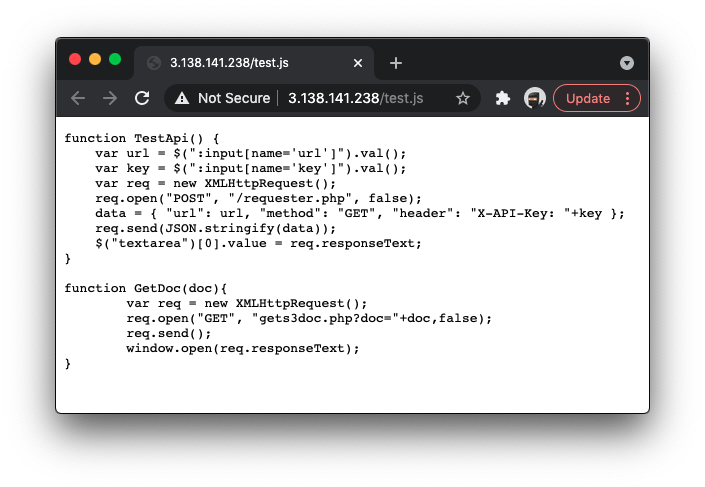 3.138.141.238/test.js
Not Secure 3.138.141.238/test.js
Update
function TestApi() {
    var url = $(":input[name='url']").val();
    var key = $(":input[name='key']").val();
    var req = new XMLHttpRequest();
    req.open("POST", "/requester.php", false);
    data = { "url": url, "method": "GET", "header": "X-API-Key: "+key };
    req.send(JSON.stringify(data));
    $("textarea")[0].value = req.responseText;
}
function GetDoc(doc){
        var req = new XMLHttpRequest();
        req.open("GET", "gets3doc.php?doc="+doc,false);
        req.send();
        window.open(req.responseText);
}